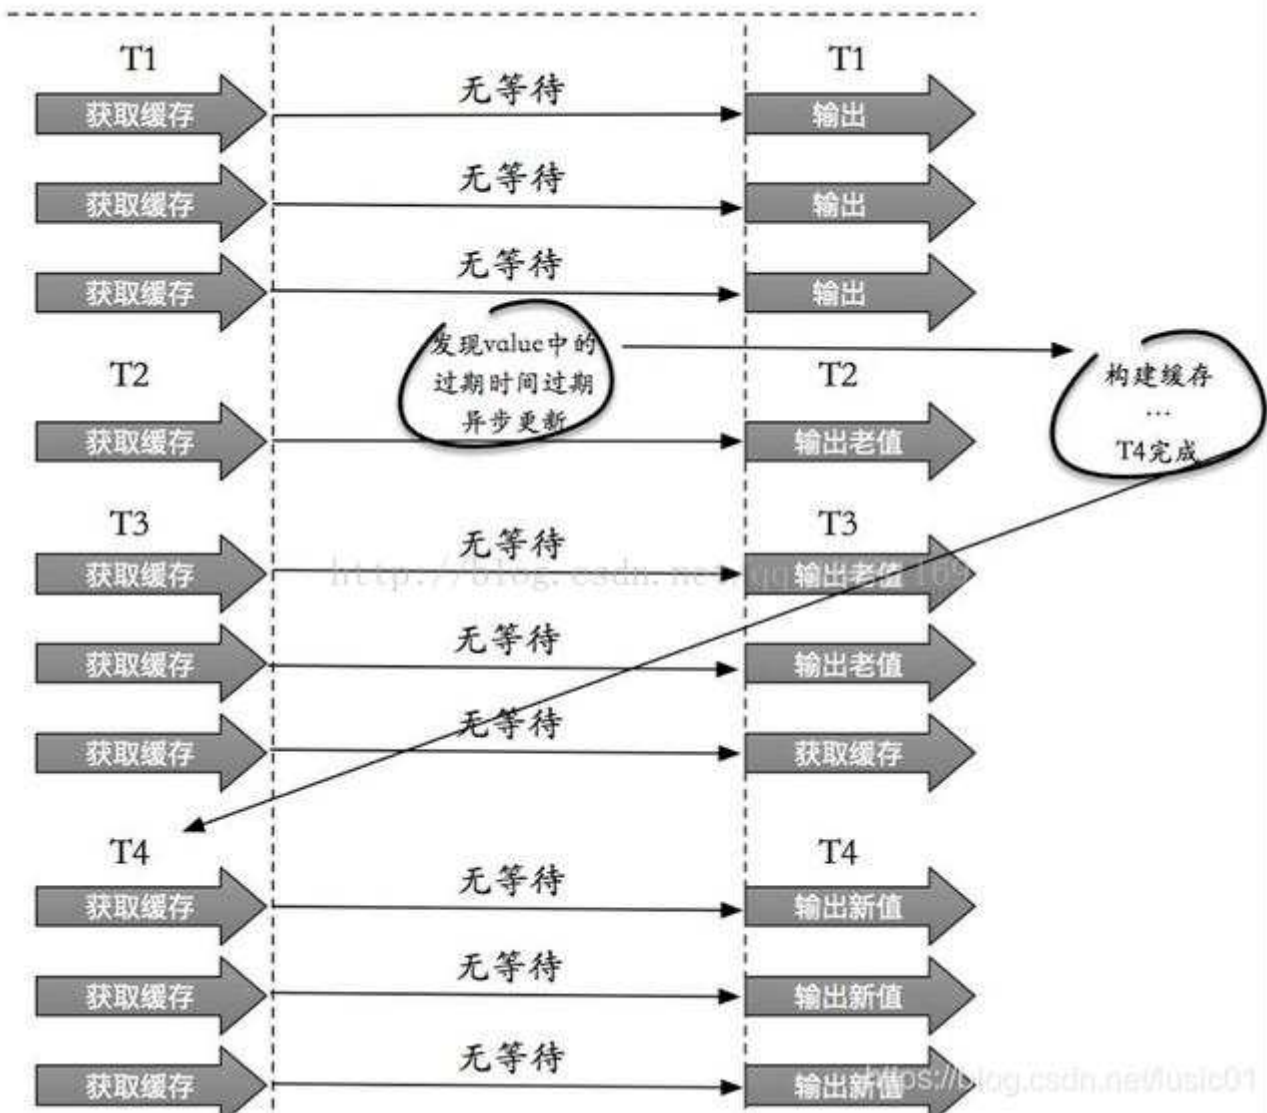 T1 T1
获取缓存 无等待 输出
获取缓存 无等待 输出
获取缓存 无等待 输出
发现value中的
过期时间过期
异步更新
构建缓存
...
T4完成
T2 T2
获取缓存 输出老值
T3 T3
获取缓存 无等待 输出老值
http://blog.csdn.net
获取缓存 无等待 输出老值
获取缓存 无等待 获取缓存
T4 T4
获取缓存 无等待 输出新值
获取缓存 无等待 输出新值
获取缓存 无等待 输出新值
https://blog.csdn.net/lusic01